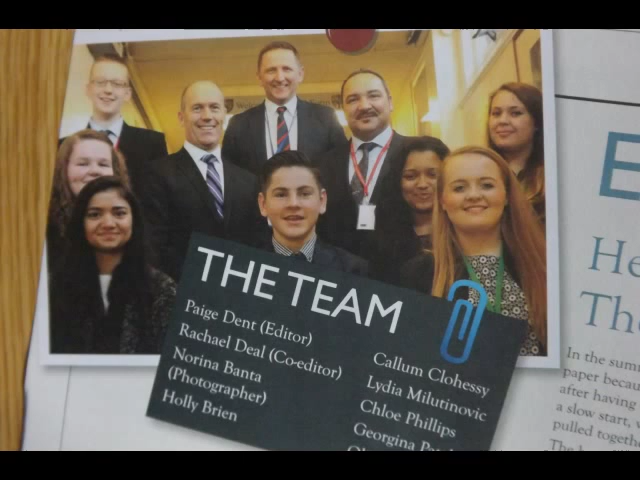 THE TEAM
Paige Dent (Editor)
Rachael Deal (Co-editor)
Norina Banta
(Photographer)
Holly Brien
Callum Clohessy
Lydia Milutinovic
Chloe Phillips
Georgina
E
He
Th
In the sum
paper becau
after having
a slow start, w
pulled togethe